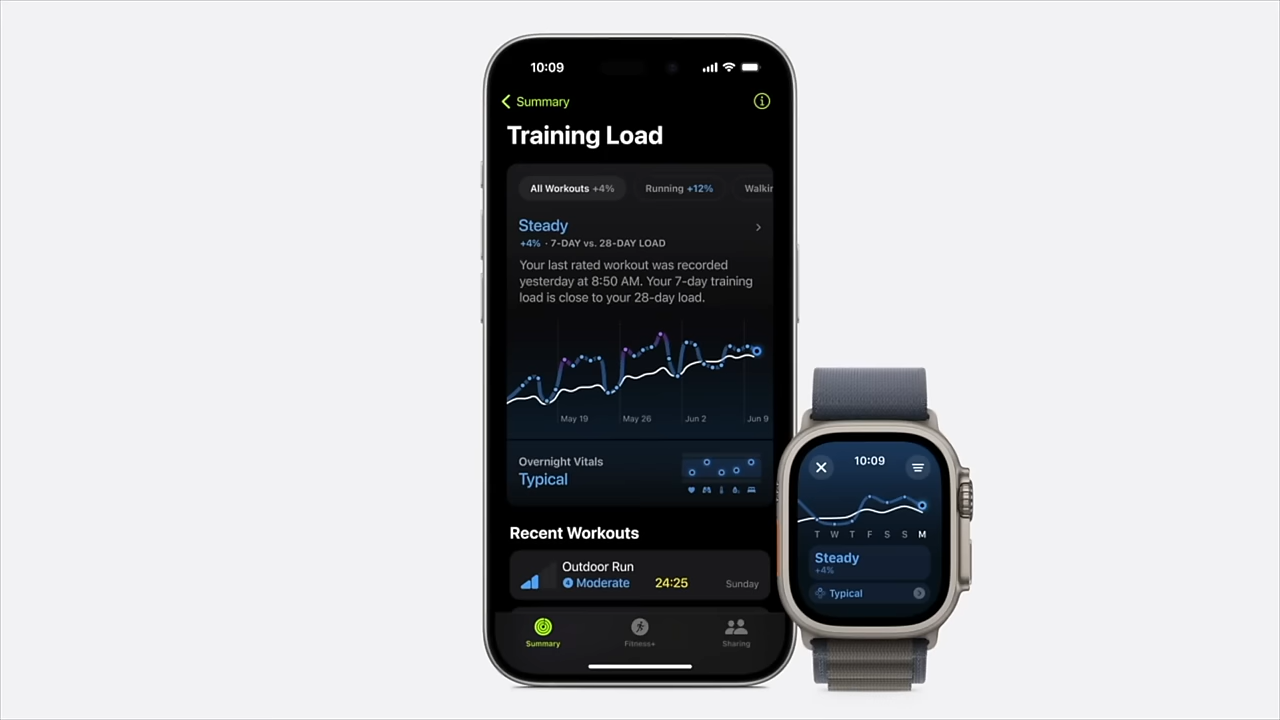 10:09
Summary
Training Load
All Workouts +4%
Running +12%
Walkin
Steady
+4% · 7-DAY vs. 28-DAY LOAD
Your last rated workout was recorded
yesterday at 8:50 AM. Your 7-day training
load is close to your 28-day load.
May 19
May 26
Jun 2
Jun 9
Overnight Vitals
Typical
Recent Workouts
Outdoor Run
4 Moderate
24:25
Sunday
Summary
Fitness+
Sharing
10:09
T W T F S S M
Steady
+4%
Typical